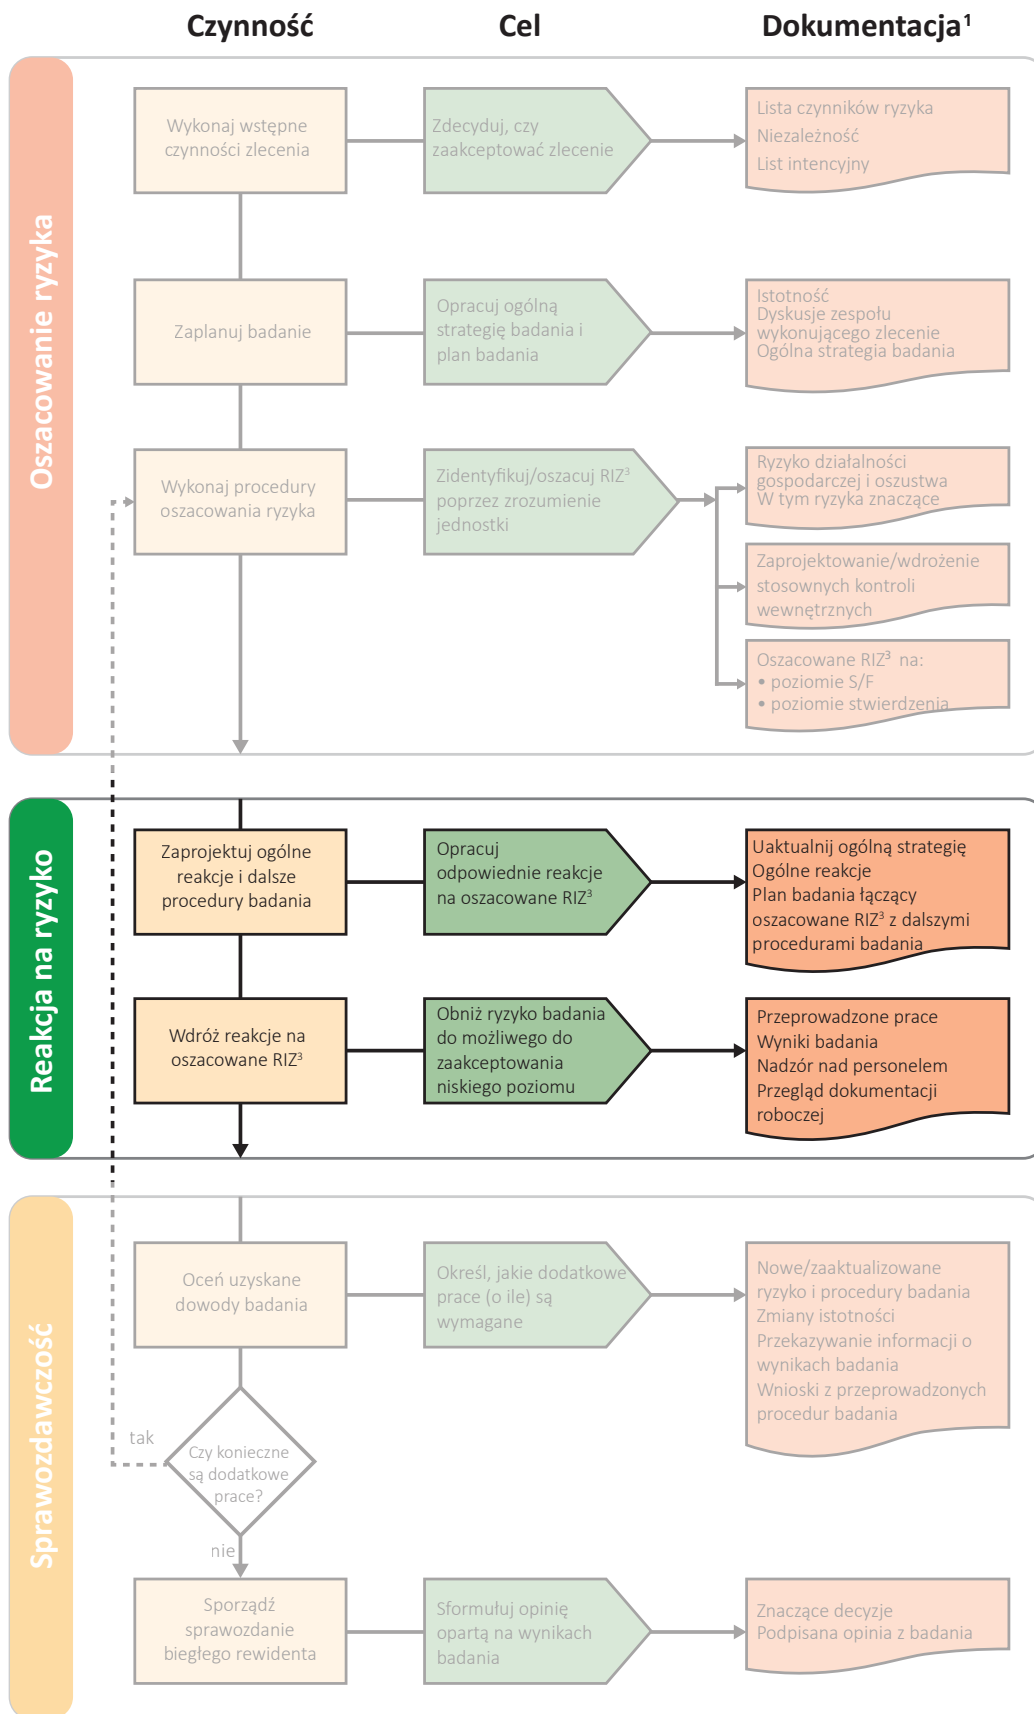 Czynność
Cel
Dokumentacja¹
Oszacowanie ryzyka
Wykonaj wstępne
czynności zlecenia
Zdecyduj, czy
zaakceptować zlecenie
Lista czynników ryzyka
Niezależność
List intencyjny
Zaplanuj badanie
Opracuj ogólną
strategię badania i
plan badania
Istotność
Dyskusje zespołu
wykonującego zlecenie
Ogólna strategia badania
Wykonaj procedury
oszacowania ryzyka
Zidentyfikuj/oszacuj RIZ³
poprzez zrozumienie
jednostki
Ryzyko działalności
gospodarczej i oszustwa
W tym ryzyka znaczące
Zaprojektowanie/wdrożenie
stosownych kontroli
wewnętrznych
Oszacowane RIZ³ na:
• poziomie S/F
• poziomie stwierdzenia
Reakcja na ryzyko
Zaprojektuj ogólne
reakcje i dalsze
procedury badania
Opracuj
odpowiednie reakcje
na oszacowane RIZ³
Uaktualnij ogólną strategię
Ogólne reakcje
Plan badania łączący
oszacowane RIZ³ z dalszymi
procedurami badania
Wdróż reakcje na
oszacowane RIZ³
Obniż ryzyko badania
do możliwego do
zaakceptowania
niskiego poziomu
Przeprowadzone prace
Wyniki badania
Nadzór nad personelem
Przegląd dokumentacji
roboczej
Sprawozdawczość
Oceń uzyskane
dowody badania
Określ, jakie dodatkowe
prace (o ile) są
wymagane
Nowe/zaaktualizowane
ryzyko i procedury badania
Zmiany istotności
Przekazywanie informacji o
wynikach badania
Wnioski z przeprowadzonych
procedur badania
tak
Czy konieczne
są dodatkowe
prace?
nie
Sporządź
sprawozdanie
biegłego rewidenta
Sformułuj opinię
opartą na wynikach
badania
Znaczące decyzje
Podpisana opinia z badania